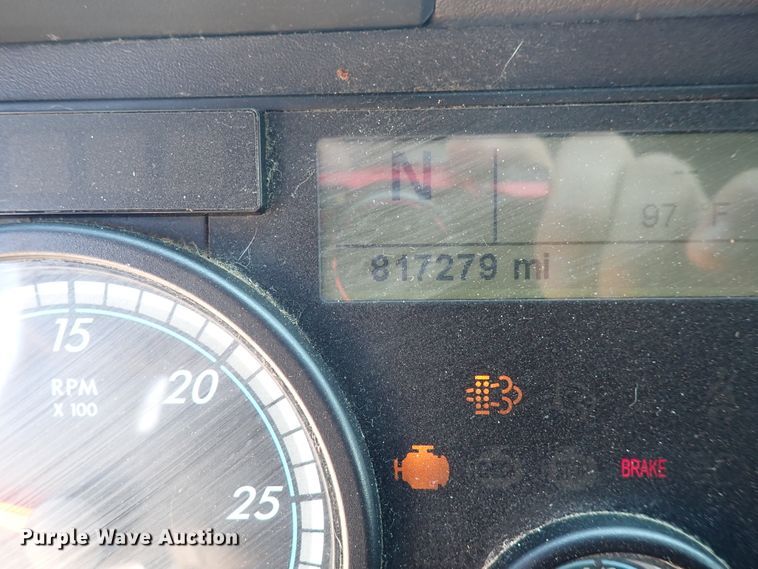 N
97 F
817279 mi
15
RPM
X 100
20
25
BRAKE
Purple Wave Auction